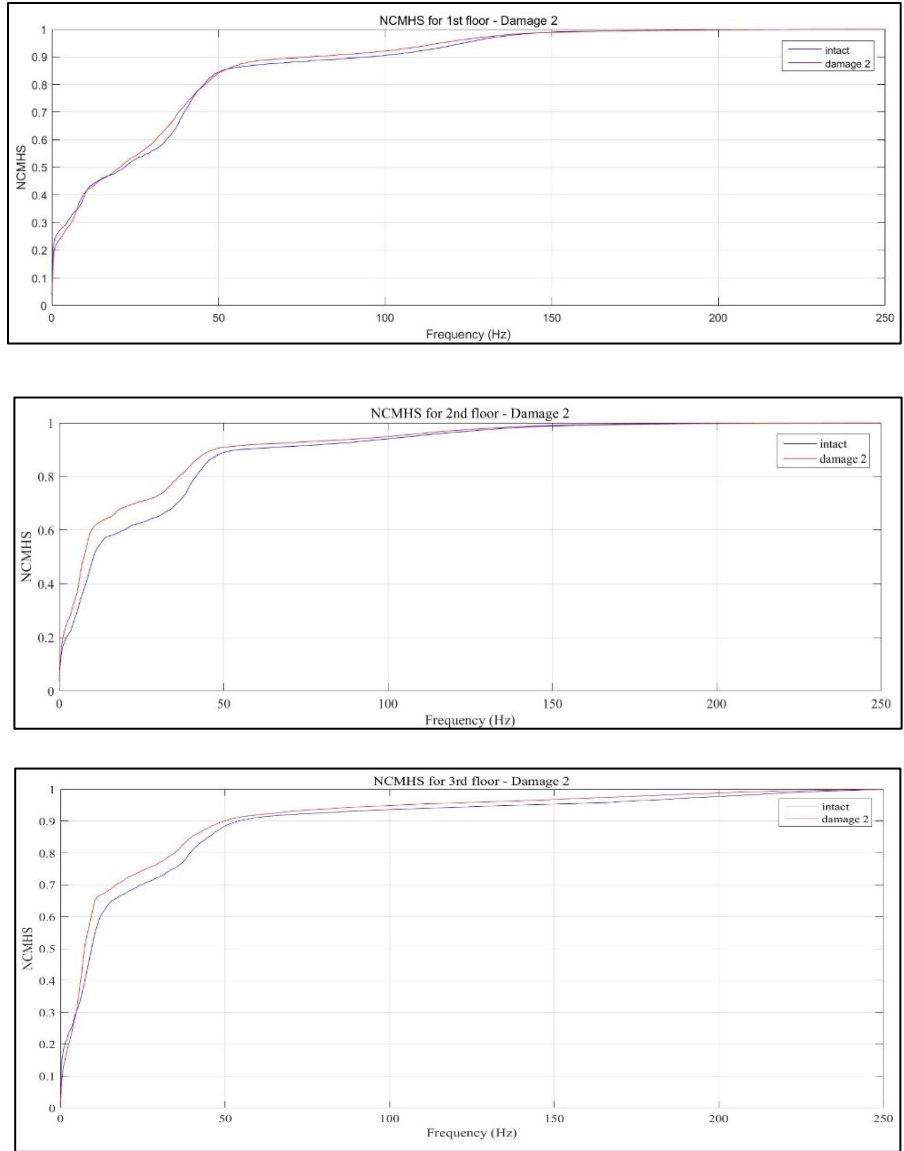 NCMHS for 1st floor - Damage 2
1
0.9
0.8
0.7
0.6
0.5
0.4
0.3
0.2
0.1
0
NCMHS
intact
damage 2
0 50 100 150 200 250
Frequency (Hz)
NCMHS for 2nd floor - Damage 2
1
0.8
0.6
0.4
0.2
0
NCMHS
intact
damage 2
0 50 100 150 200 250
Frequency (Hz)
NCMHS for 3rd floor - Damage 2
1
0.9
0.8
0.7
0.6
0.5
0.4
0.3
0.2
0.1
0
NCMHS
intact
damage 2
0 50 100 150 200 250
Frequency (Hz)